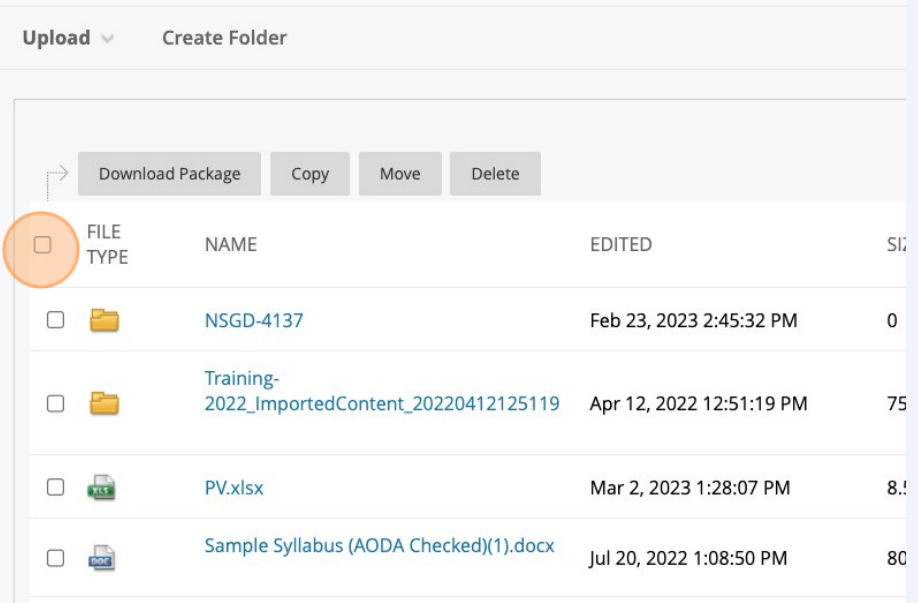 Upload Create Folder
Download Package Copy Move Delete
FILE
TYPE NAME EDITED
NSGD-4137 Feb 23, 2023 2:45:32 PM 0
Training-
2022_ImportedContent_20220412125119 Apr 12, 2022 12:51:19 PM 75
XLS PV.xlsx Mar 2, 2023 1:28:07 PM
DOC Sample Syllabus (AODA Checked)(1).docx Jul 20, 2022 1:08:50 PM 80